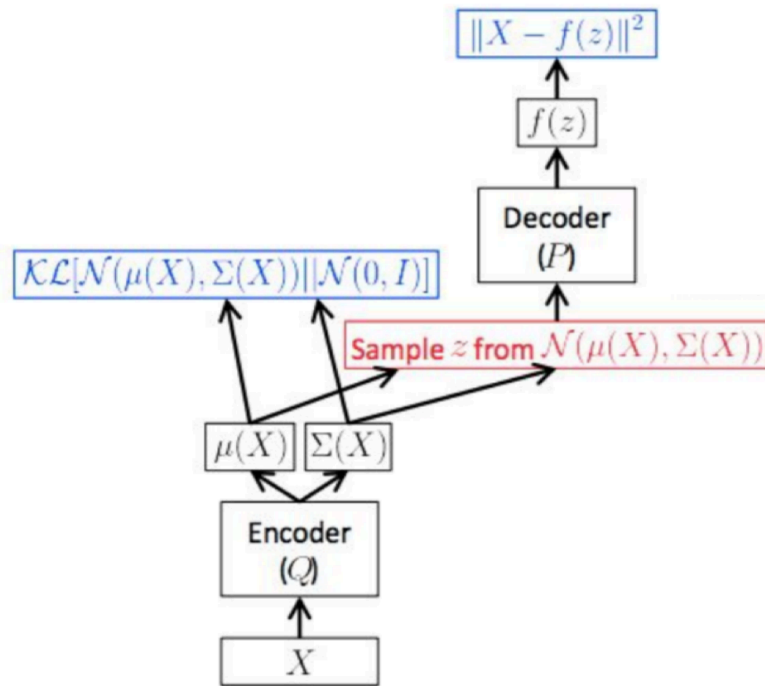 ‖X − f(z)‖²
f(z)
Decoder
(P)
𝒦ℒ[𝒩(μ(X), Σ(X))||𝒩(0, I)]
Sample z from 𝒩(μ(X), Σ(X))
μ(X) Σ(X)
Encoder
(Q)
X